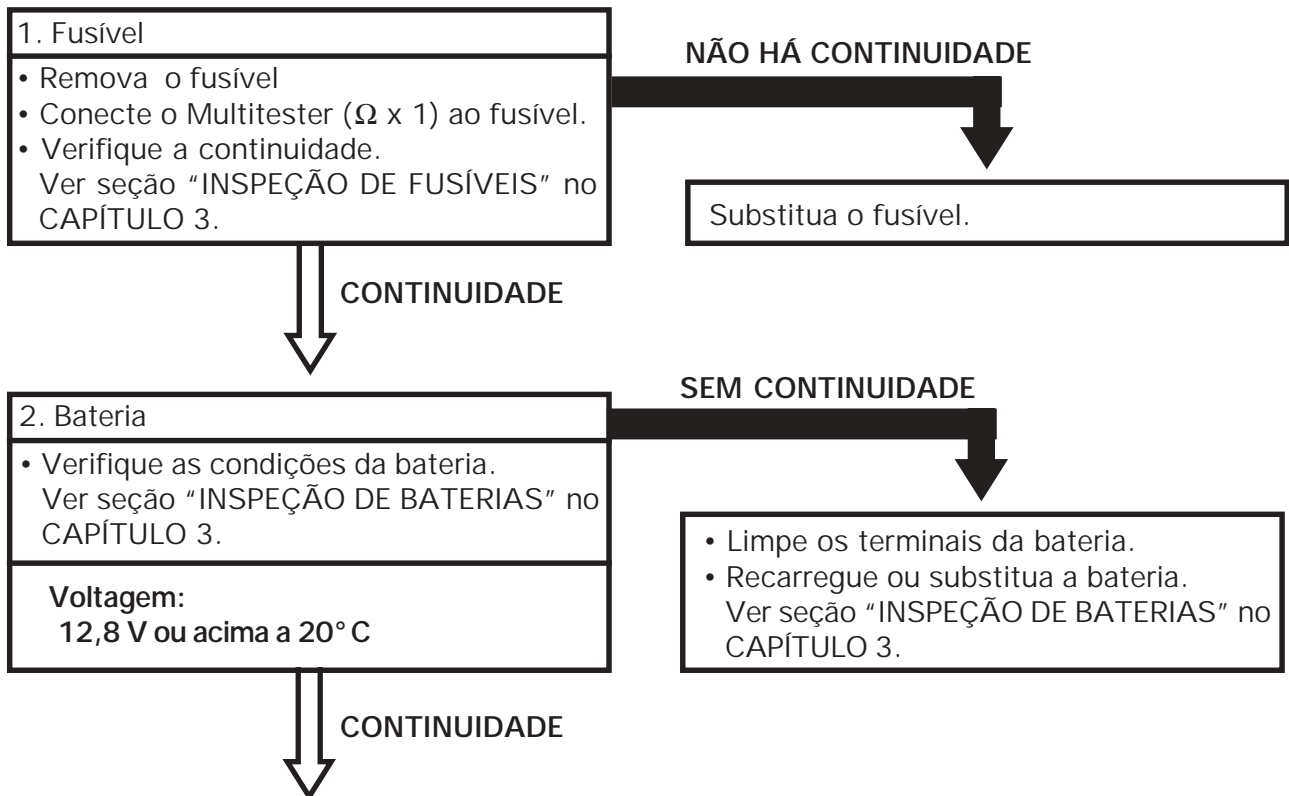 1. Fusível
• Remova o fusível
• Conecte o Multitester (Ω x 1) ao fusível.
• Verifique a continuidade.
Ver seção “INSPEÇÃO DE FUSÍVEIS” no
CAPÍTULO 3.
NÃO HÁ CONTINUIDADE
Substitua o fusível.
CONTINUIDADE
2. Bateria
• Verifique as condições da bateria.
Ver seção “INSPEÇÃO DE BATERIAS” no
CAPÍTULO 3.
Voltagem:
12,8 V ou acima a 20° C
SEM CONTINUIDADE
• Limpe os terminais da bateria.
• Recarregue ou substitua a bateria.
Ver seção “INSPEÇÃO DE BATERIAS” no
CAPÍTULO 3.
CONTINUIDADE